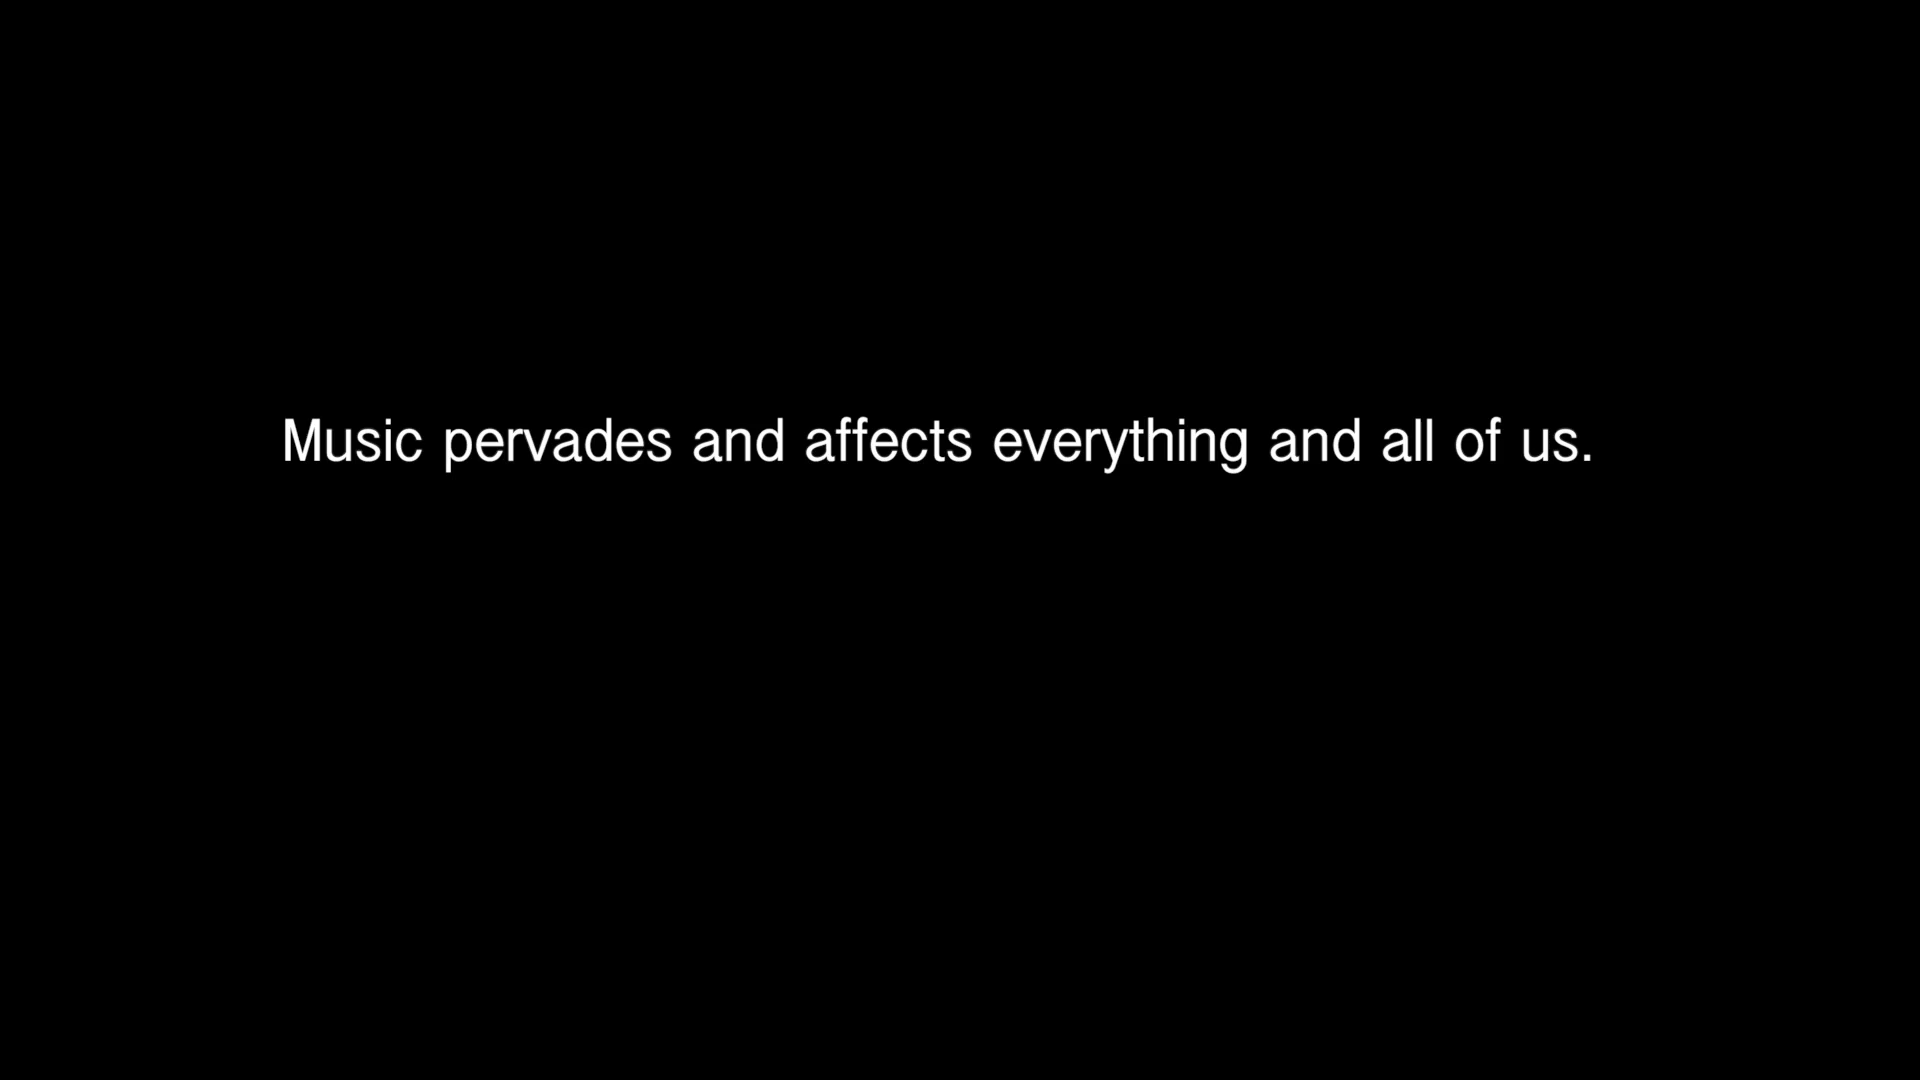 Music pervades and affects everything and all of us.